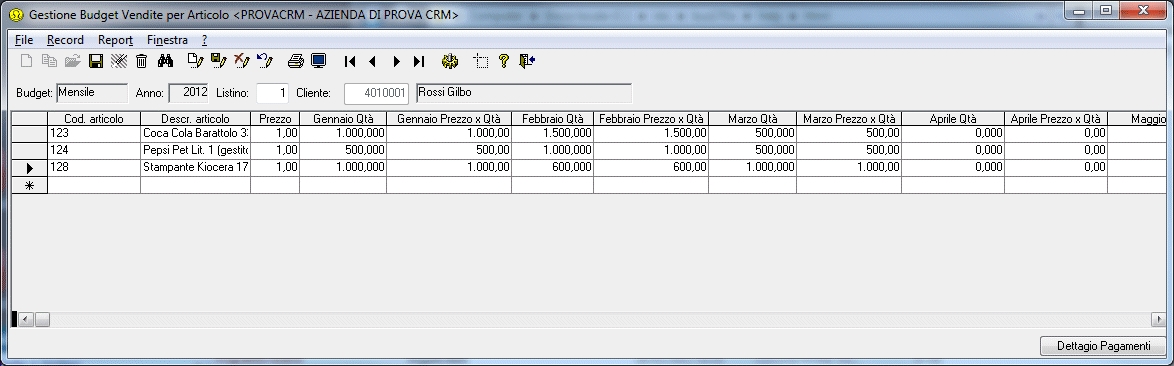 Gestione Budget Vendite per Articolo <PROVACRM - AZIENDA DI PROVA CRM>
File Record Report Finestra ?
Budget: Mensile Anno: 2012 Listino: 1 Cliente: 4010001 Rossi Gilbo
Cod. articolo Descr. articolo Prezzo Gennaio Qtà Gennaio Prezzo x Qtà Febbraio Qtà Febbraio Prezzo x Qtà Marzo Qtà Marzo Prezzo x Qtà Aprile Qtà Aprile Prezzo x Qtà Maggio
123 Coca Cola Barattolo 3 1,00 1.000,000 1.000,00 1.500,000 1.500,00 500,000 500,00 0,000 0,00
124 Pepsi Pet Lit. 1 (gestit 1,00 500,000 500,00 1.000,000 1.000,00 500,000 500,00 0,000 0,00
128 Stampante Kiocera 17 1,00 1.000,000 1.000,00 600,000 600,00 1.000,000 1.000,00 0,000 0,00
Dettagio Pagamenti